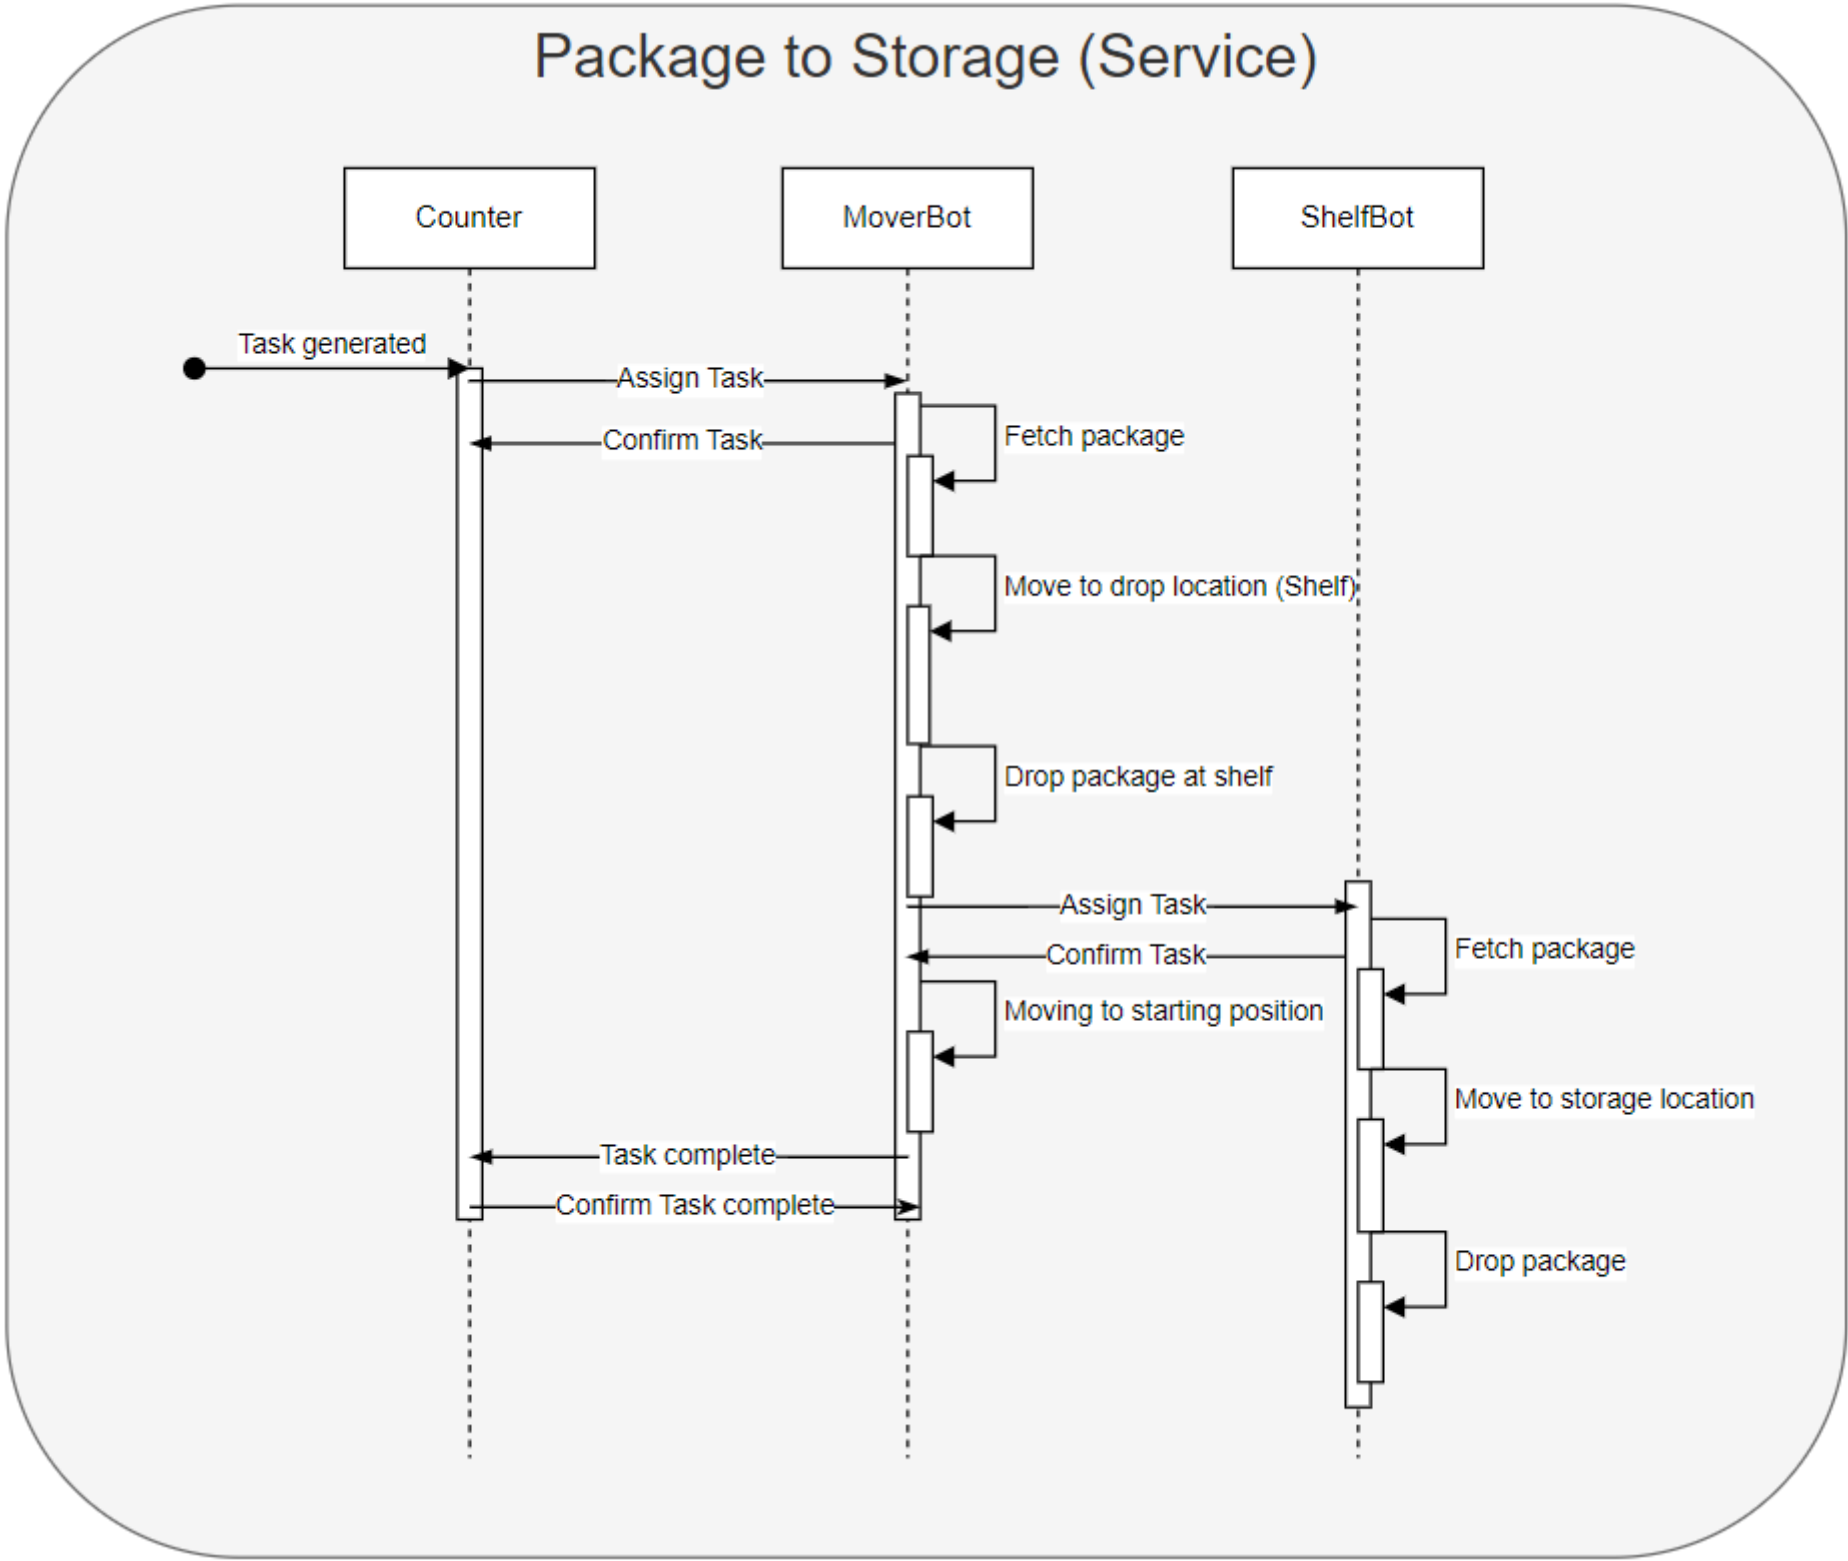 Package to Storage (Service)
Counter
MoverBot
ShelfBot
Task generated
Assign Task
Confirm Task
Fetch package
Move to drop location (Shelf)
Drop package at shelf
Assign Task
Confirm Task
Fetch package
Moving to starting position
Move to storage location
Task complete
Confirm Task complete
Drop package